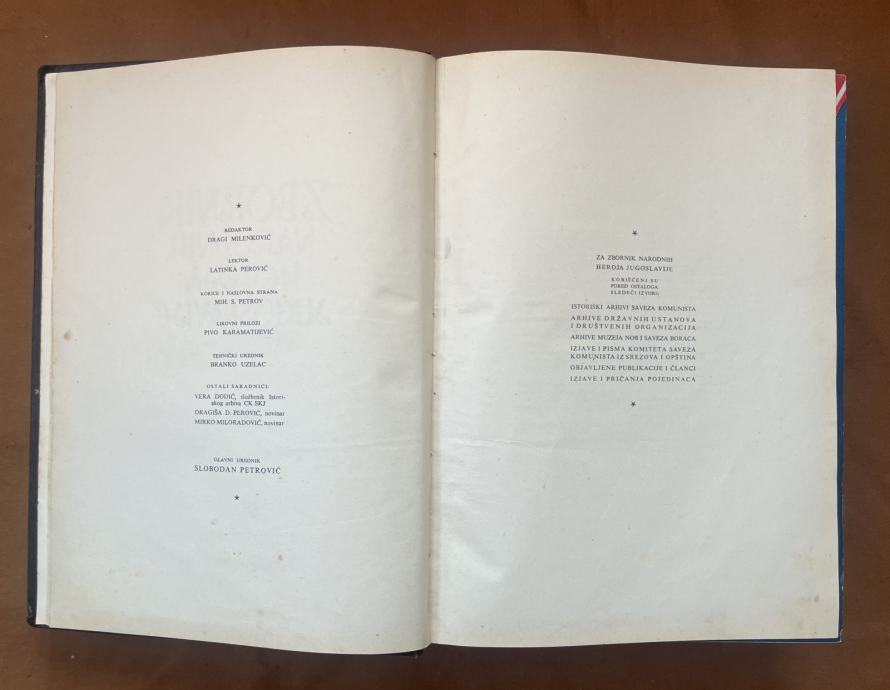 ★
REDAKTOR
DRAGI MILENKOVIĆ
LEKTOR
LATINKA PEROVIĆ
KORICE I NASLOVNA STRANA
MIH. S. PETROV
LIKOVNI PRILOZI
PIVO KARAMATIJEVIĆ
TEHNIČKI UREDNIK
BRANKO UZELAC
OSTALI SARADNICI:
VERA DODIĆ, službenik Istori-
skog arhiva CK SKJ
DRAGIŠA D. PEROVIĆ, novinar
MIRKO MILORADOVIĆ, novinar
GLAVNI UREDNIK
SLOBODAN PETROVIĆ
★
★
ZA ZBORNIK NARODNIH
HEROJA JUGOSLAVIJE
KORIŠĆENI SU
PORED OSTALOGA
SLEDEĆI IZVORI:
ISTORISKI ARHIVI SAVEZA KOMUNISTA
ARHIVE DRŽAVNIH USTANOVA
I DRUŠTVENIH ORGANIZACIJA
ARHIVE MUZEJA NOB I SAVEZA BORACA
IZJAVE I PISMA KOMITETA SAVEZA
KOMUNISTA IZ SREZOVA I OPŠTINA
OBJAVLJENE PUBLIKACIJE I ČLANCI
IZJAVE I PRIČANJA POJEDINACA
★